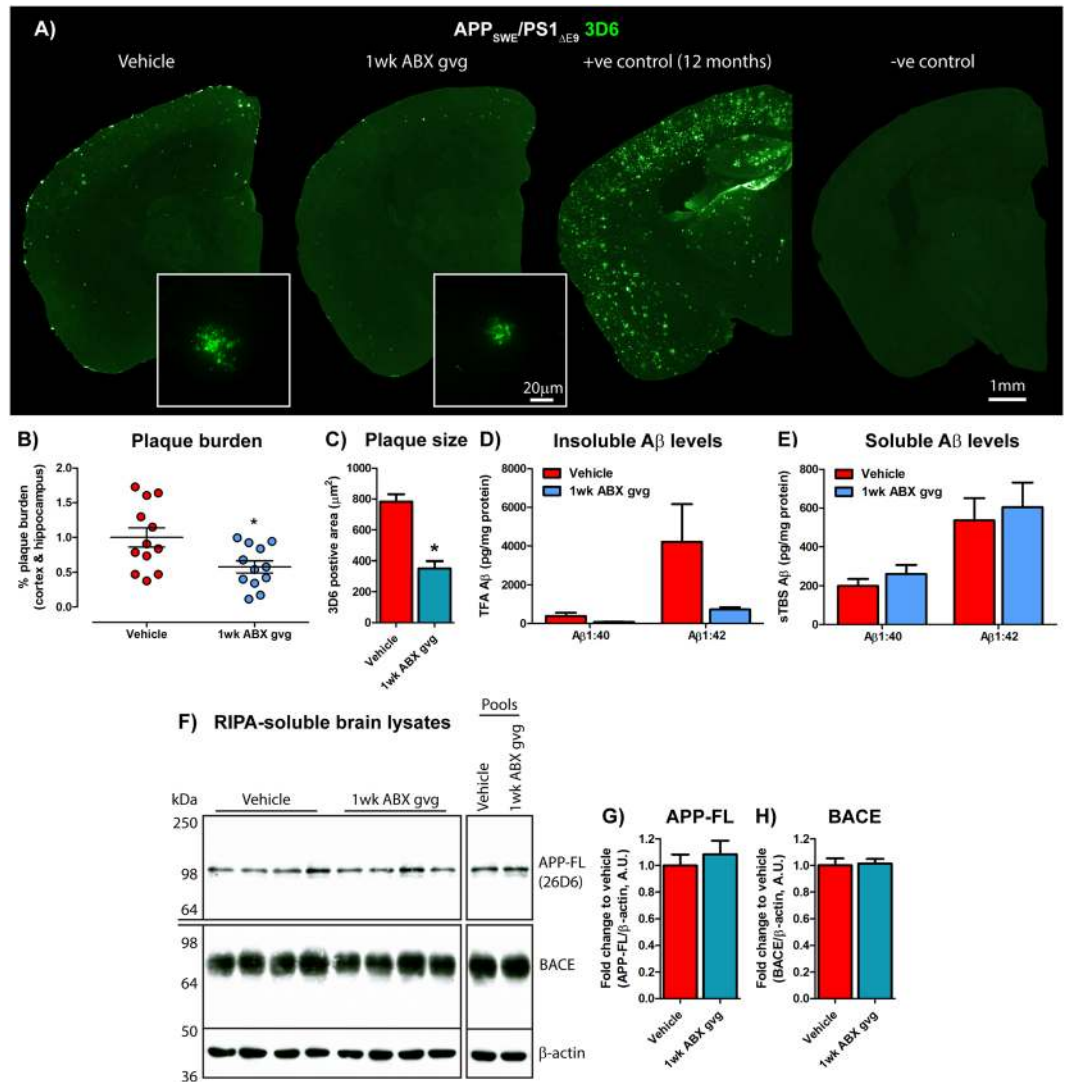 A)
APPSWE/PS1ΔE9 3D6
Vehicle
1wk ABX gvg
+ve control (12 months)
-ve control
20μm
1mm
B)
Plaque burden
% plaque burden
(cortex & hippocampus)
2.0
1.5
1.0
0.5
0.0
*
Vehicle
1wk ABX gvg
C)
Plaque size
3D6 postive area (μm²)
1000
800
600
400
200
0
*
Vehicle
1wk ABX gvg
D)
Insoluble Aβ levels
TFA Aβ (pg/mg protein)
8000
6000
4000
2000
0
Vehicle
1wk ABX gvg
Aβ1:40
Aβ1:42
E)
Soluble Aβ levels
sTBS Aβ (pg/mg protein)
800
600
400
200
0
Vehicle
1wk ABX gvg
Aβ1:40
Aβ1:42
F)
RIPA-soluble brain lysates
Pools
Vehicle
1wk ABX gvg
kDa
Vehicle
1wk ABX gvg
250
98
64
APP-FL
(26D6)
98
64
BACE
50
36
β-actin
G)
APP-FL
Fold change to vehicle
(APP-FL/β-actin, A.U.)
1.2
1.0
0.8
0.6
0.4
0.2
0.0
Vehicle
1wk ABX gvg
H)
BACE
Fold change to vehicle
(BACE/β-actin, A.U.)
1.2
1.0
0.8
0.6
0.4
0.2
0.0
Vehicle
1wk ABX gvg